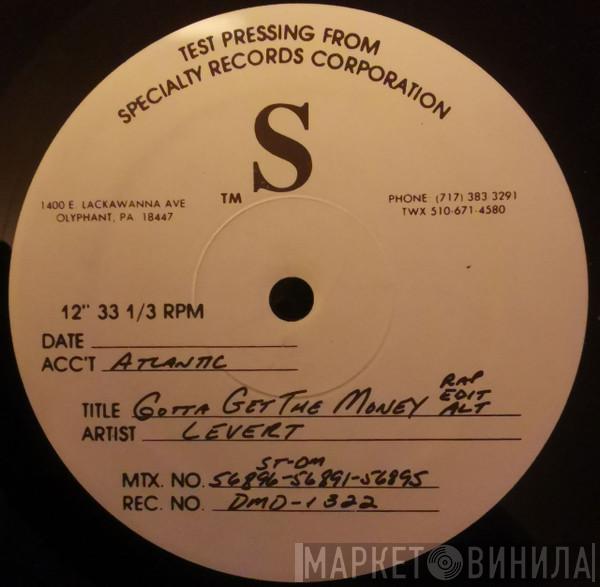 TEST PRESSING FROM
SPECIALTY RECORDS CORPORATION
S
TM
1400 E. LACKAWANNA AVE
OLYPHANT, PA 18447
PHONE (717) 383 3291
TWX 510-671-4580
12" 33 1/3 RPM
DATE
ACC'T ATLANTIC
RAP
EDIT
TITLE GOTTA GET THE MONEY ALT
ARTIST LEVERT
ST-DM
MTX. NO. 56896-56891-56895
REC. NO. DMD-1322
МАРКЕТ ВИНИЛА